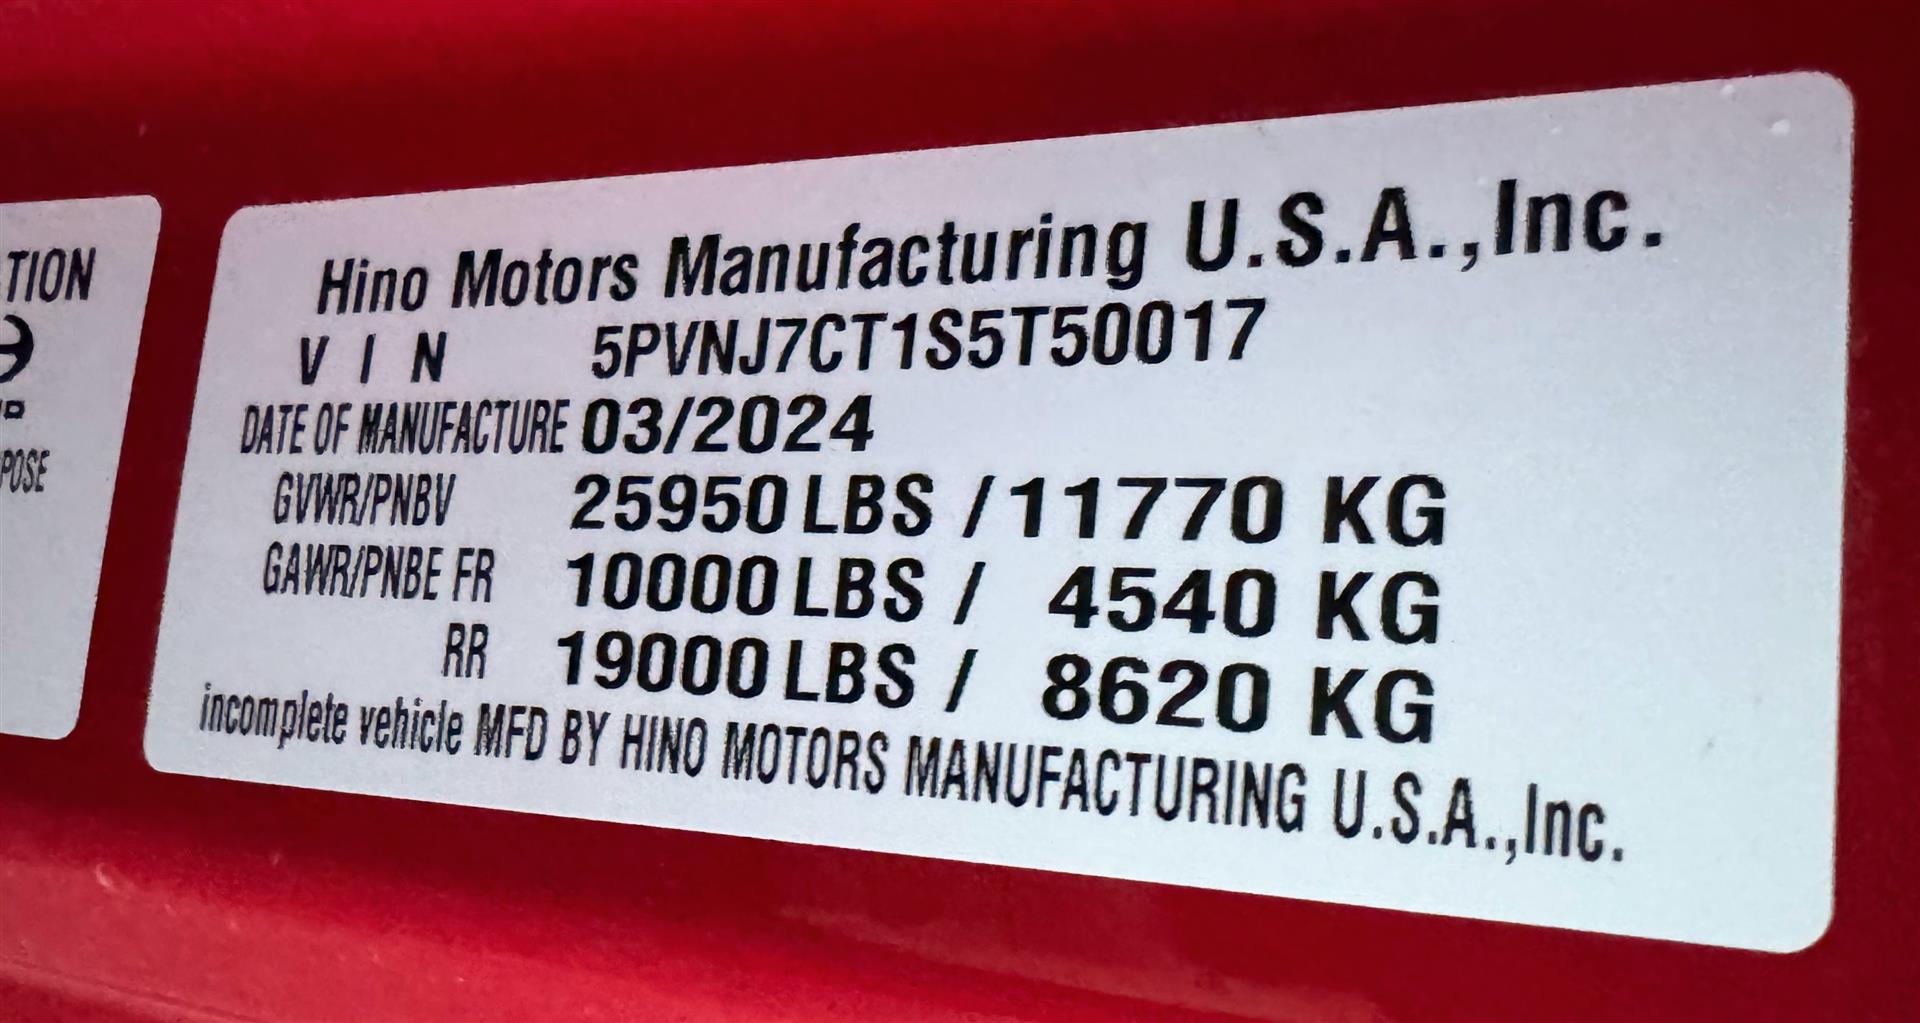 TION
POSE
Hino Motors Manufacturing U.S.A.,Inc.
V I N 5PVNJ7CT1S5T50017
DATE OF MANUFACTURE 03/2024
GVWR/PNBV 25950 LBS / 11770 KG
GAWR/PNBE FR 10000 LBS / 4540 KG
RR 19000 LBS / 8620 KG
incomplete vehicle MFD BY HINO MOTORS MANUFACTURING U.S.A.,Inc.